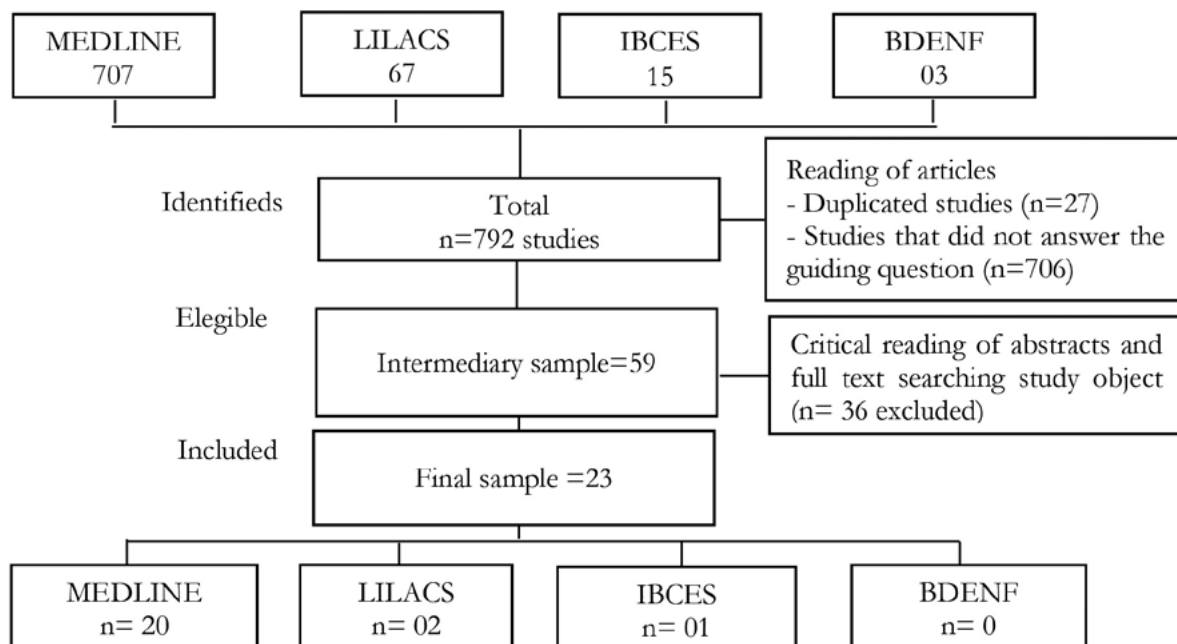 MEDLINE
707
LILACS
67
IBCES
15
BDENF
03
Identifieds
Total
n=792 studies
Reading of articles
- Duplicated studies (n=27)
- Studies that did not answer the
guiding question (n=706)
Elegible
Intermediary sample=59
Critical reading of abstracts and
full text searching study object
(n= 36 excluded)
Included
Final sample =23
MEDLINE
n= 20
LILACS
n= 02
IBCES
n= 01
BDENF
n= 0